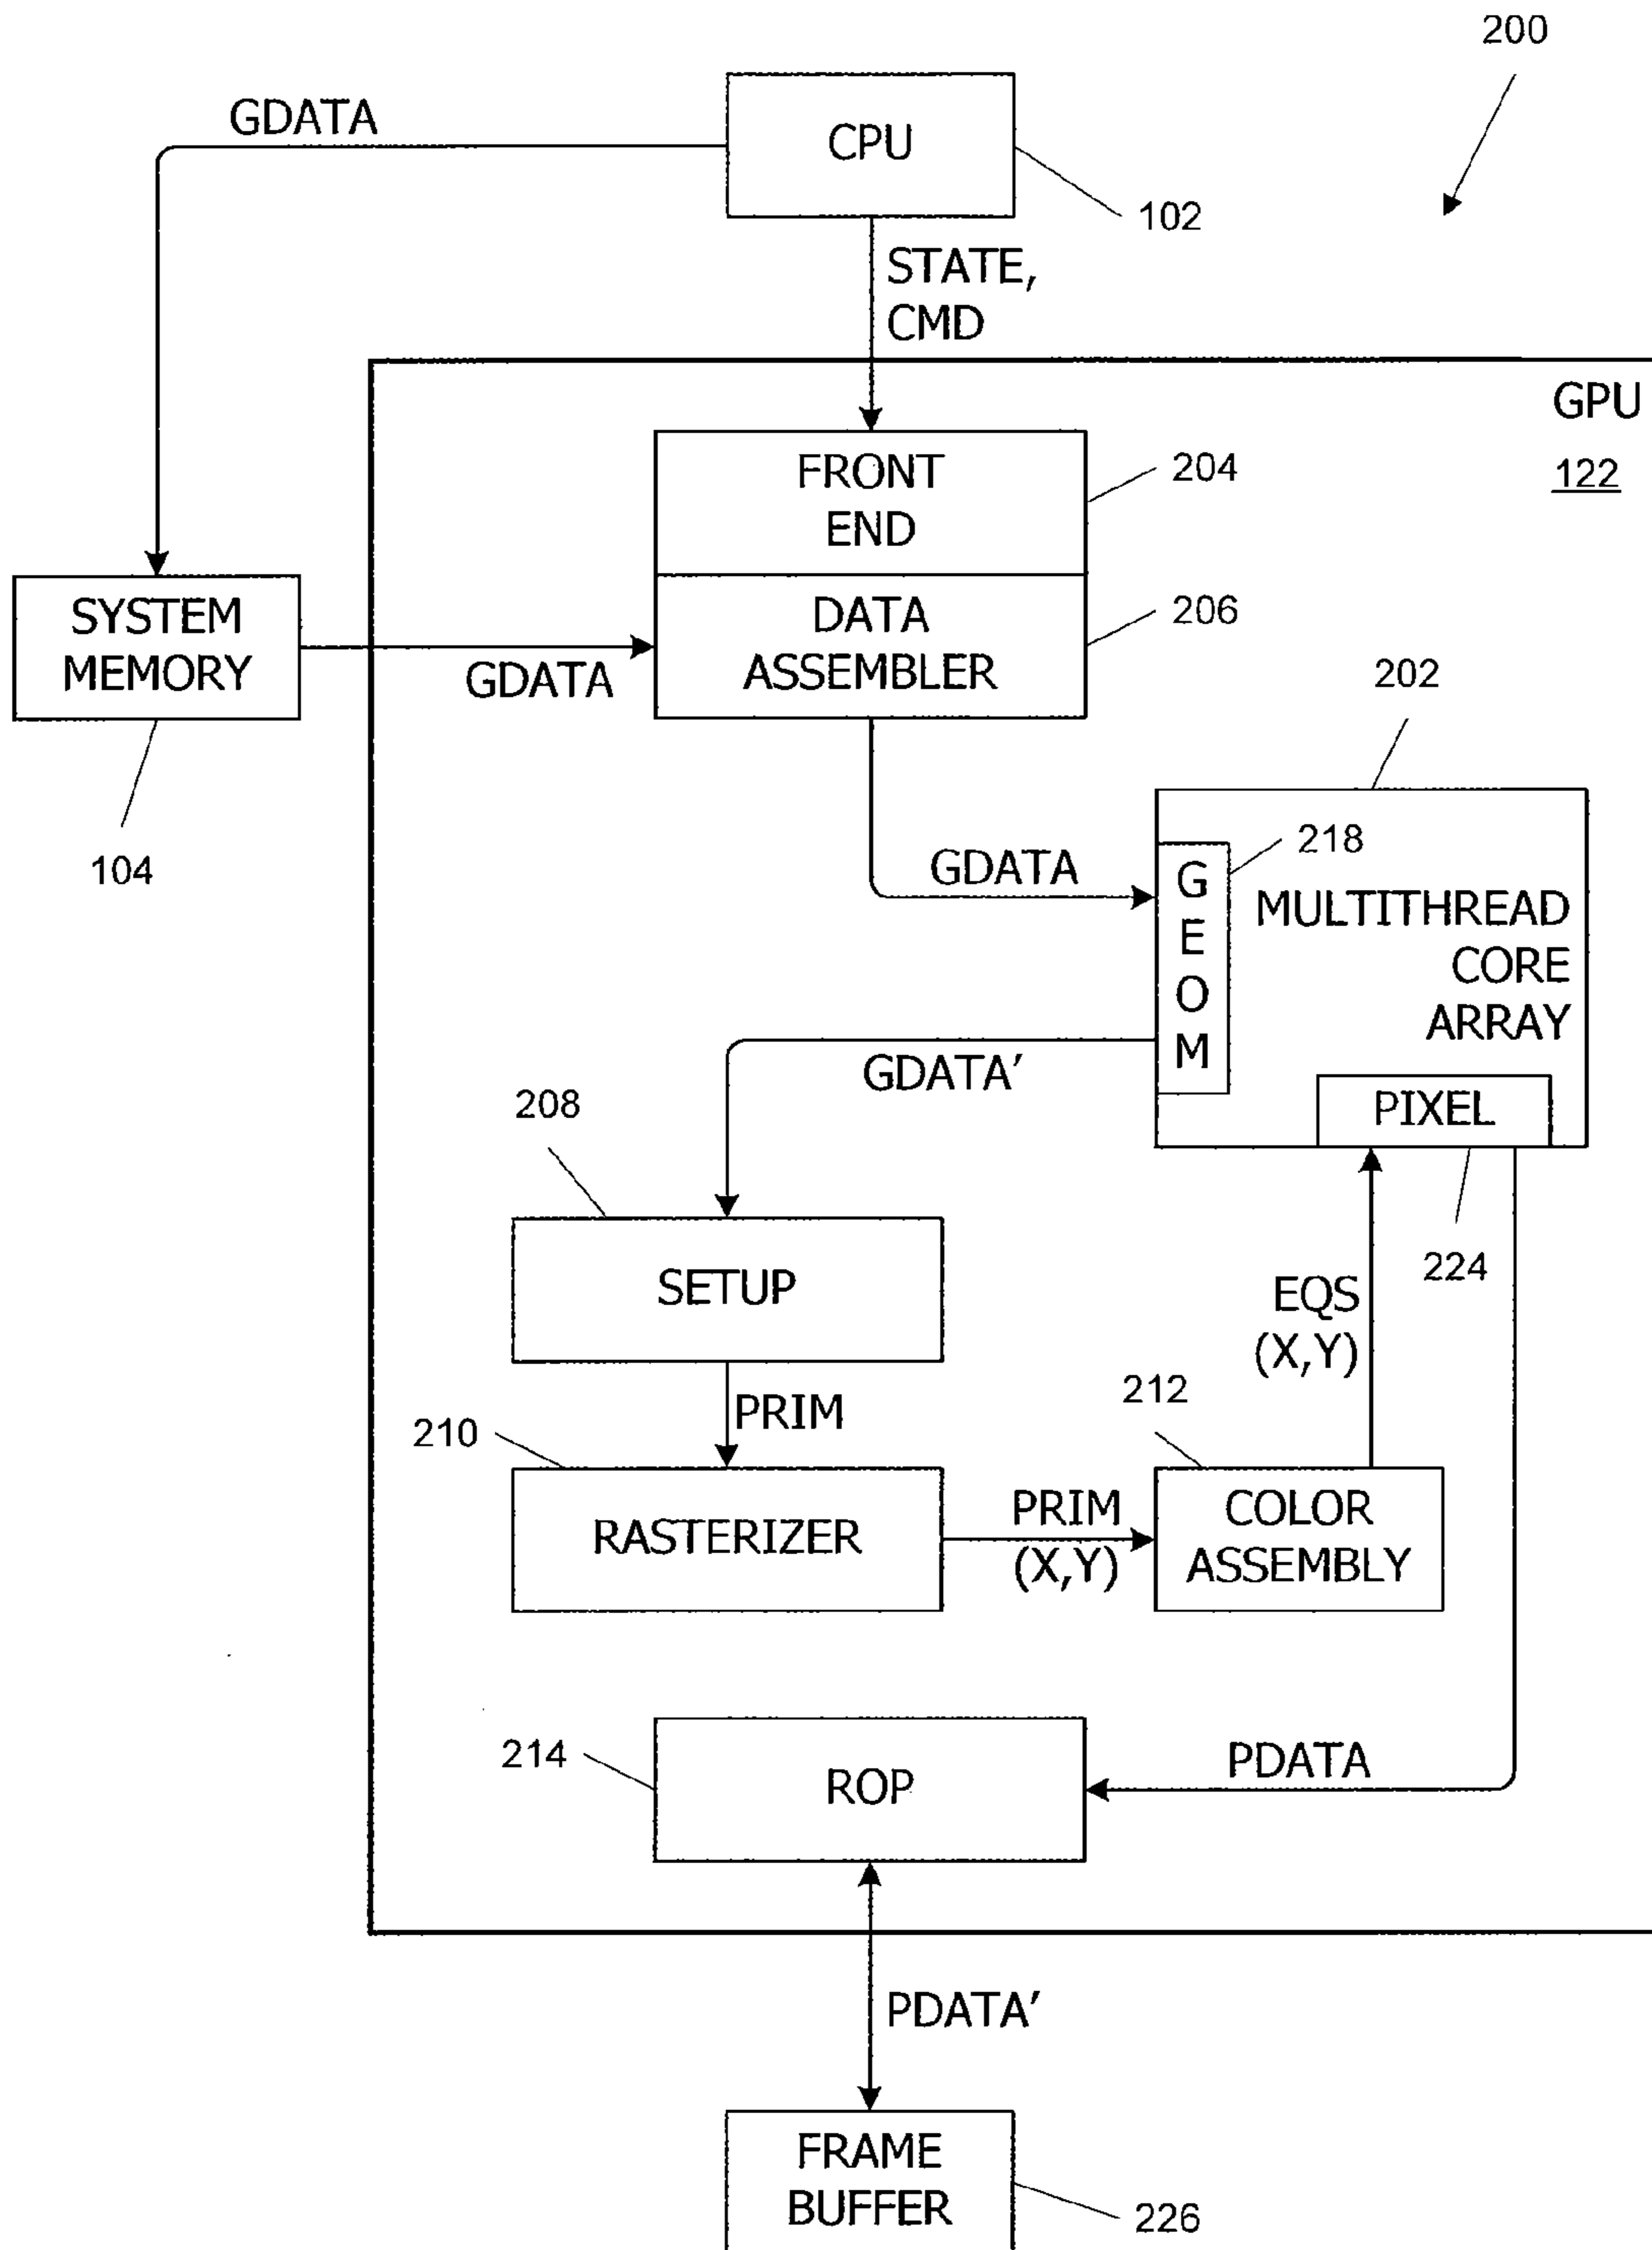 200
GDATA
CPU
102
STATE,
CMD
GPU
122
FRONT
END
204
SYSTEM
MEMORY
104
GDATA
DATA
ASSEMBLER
206
202
218
GDATA
G
E
O
M
MULTITHREAD
CORE
ARRAY
GDATA′
PIXEL
224
208
SETUP
EQS
(X,Y)
PRIM
210
212
RASTERIZER
PRIM
(X,Y)
COLOR
ASSEMBLY
214
ROP
PDATA
PDATA′
FRAME
BUFFER
226